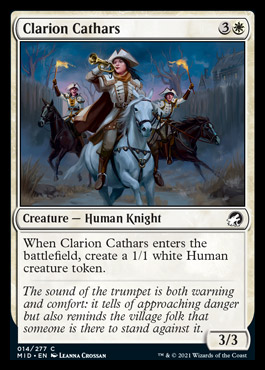 Clarion Cathars 3
Creature — Human Knight
When Clarion Cathars enters the
battlefield, create a 1/1 white Human
creature token.
The sound of the trumpet is both warning
and comfort: it tells of approaching danger
but also reminds the village folk that
someone is there to stand against it.
3/3
014/277 C
MID • EN LEANNA CROSSAN
™ & © 2021 Wizards of the Coast